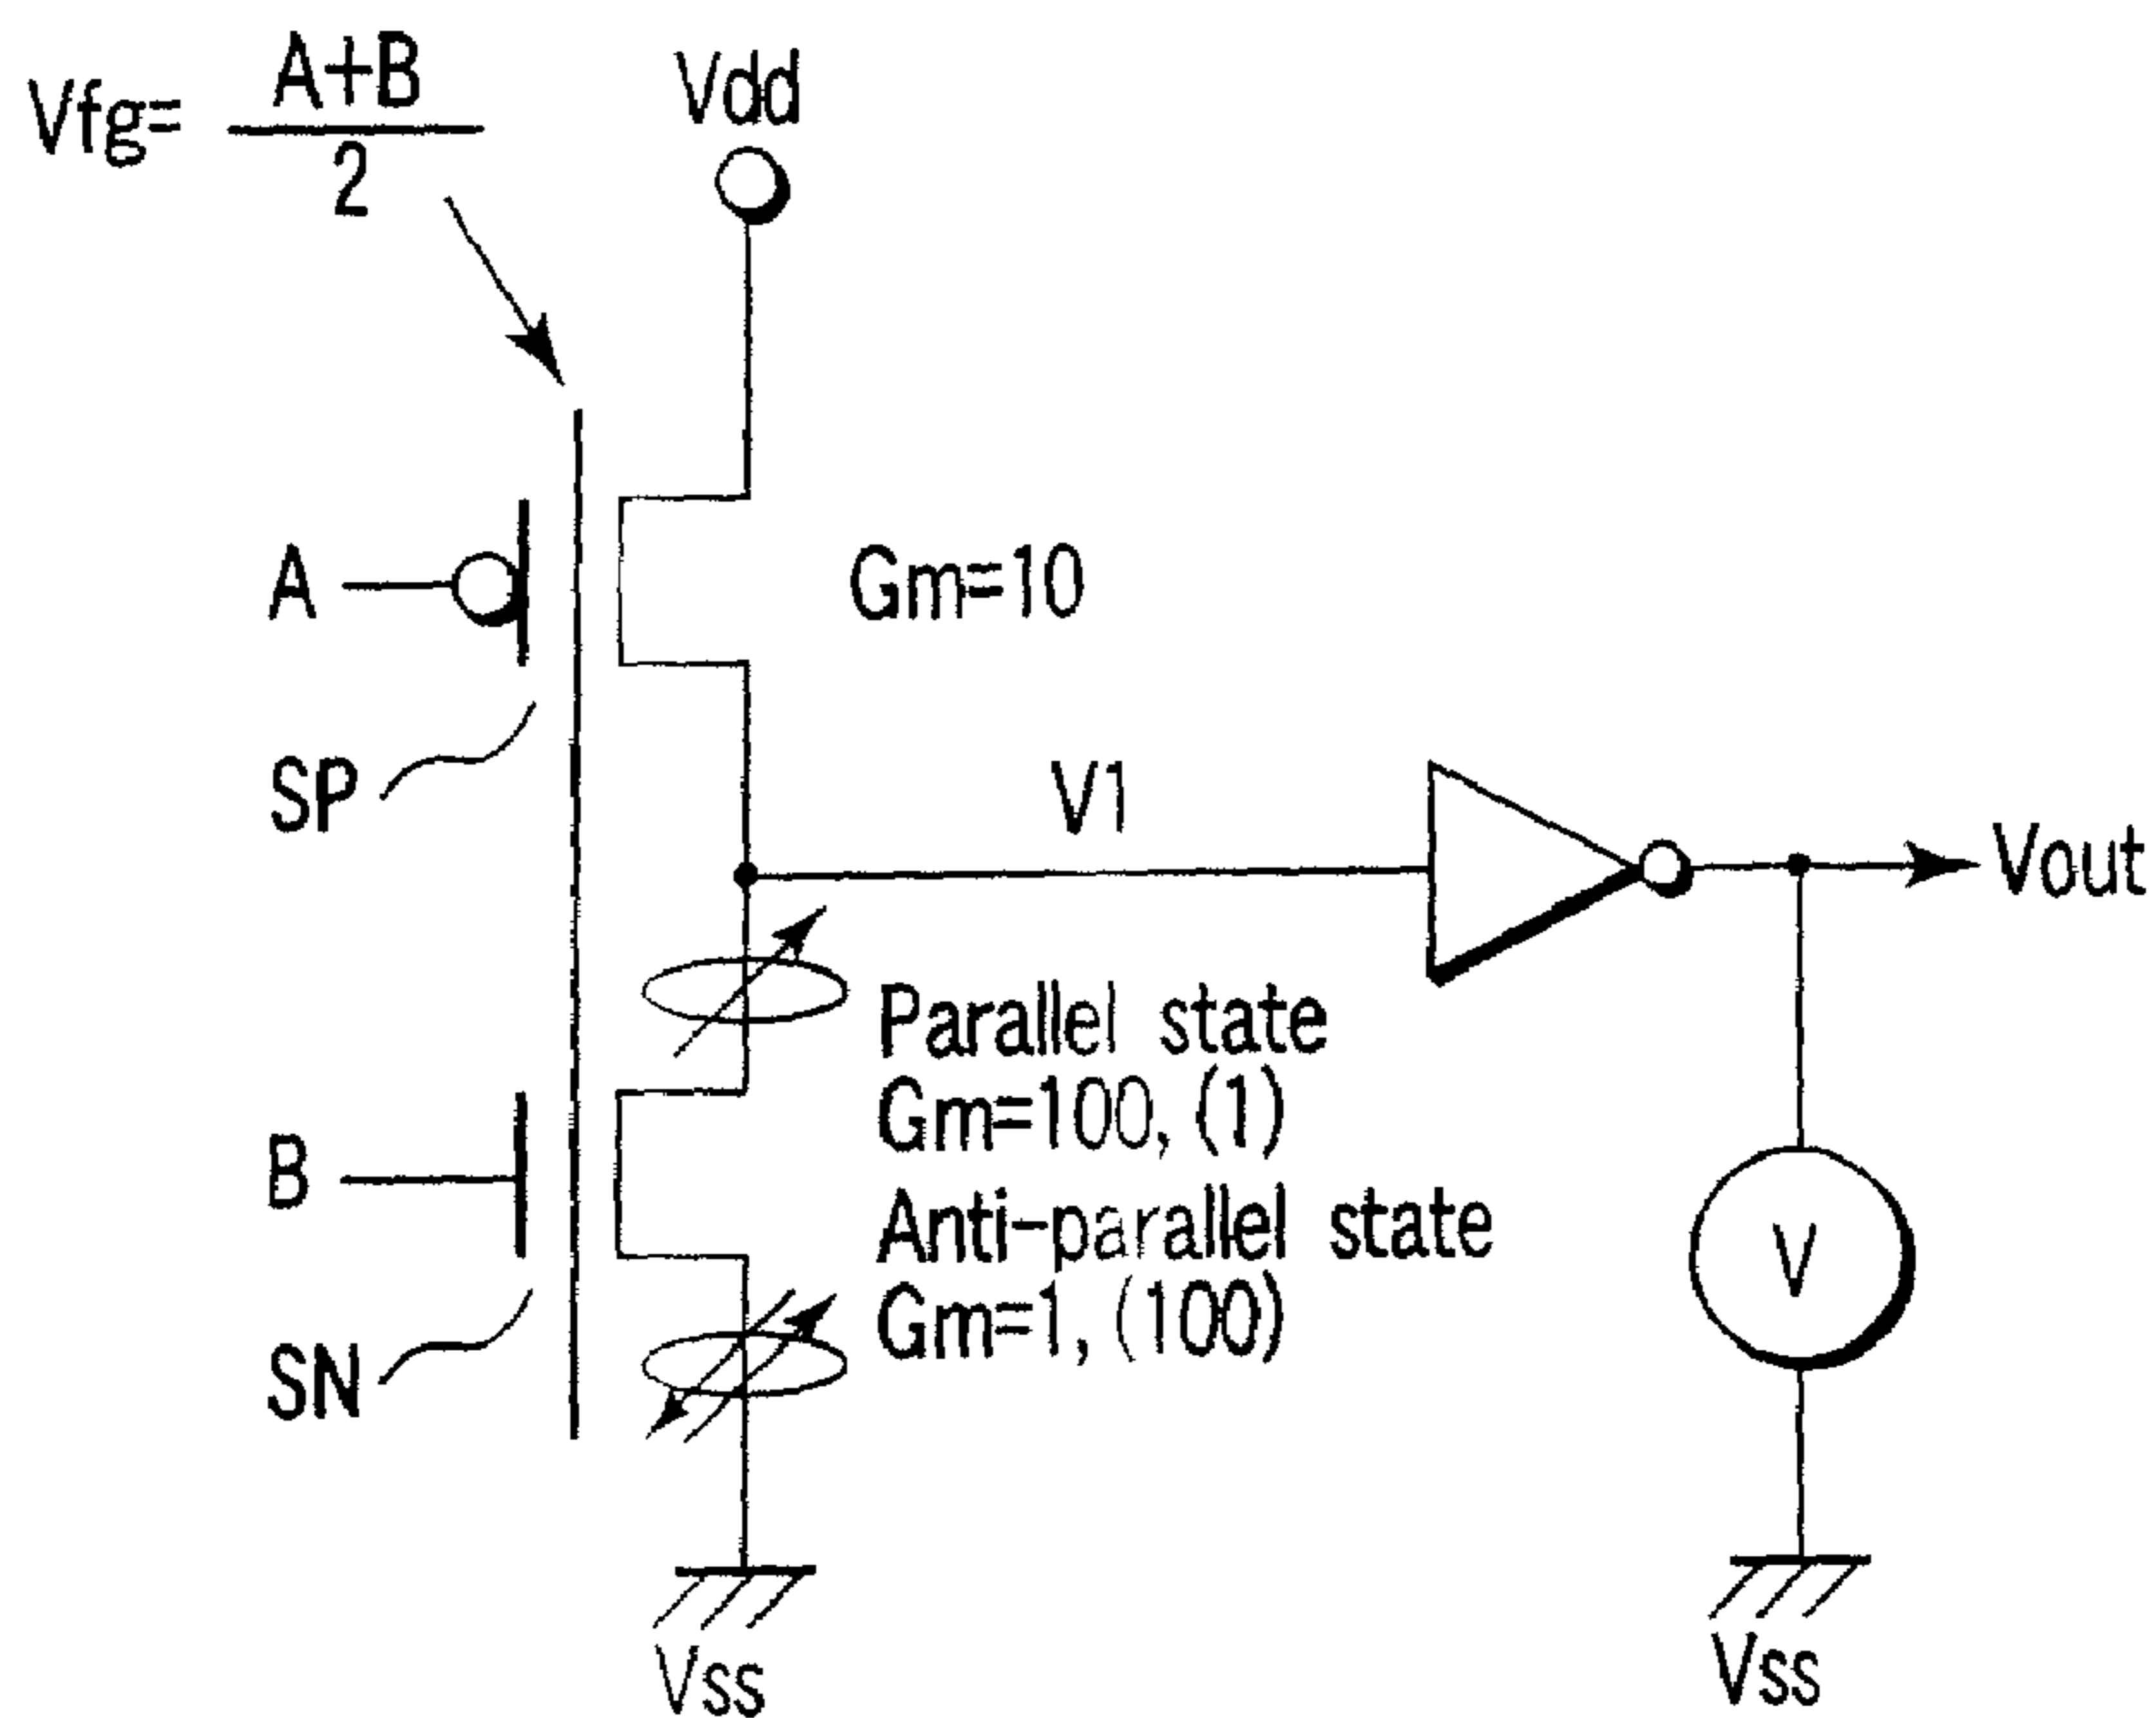 Vfg= A+B
2
Vdd
A
Gm=10
SP
V1
Vout
Parallel state
Gm=100, (1)
B
Anti-parallel state
Gm=1, (100)
V
SN
Vss
Vss